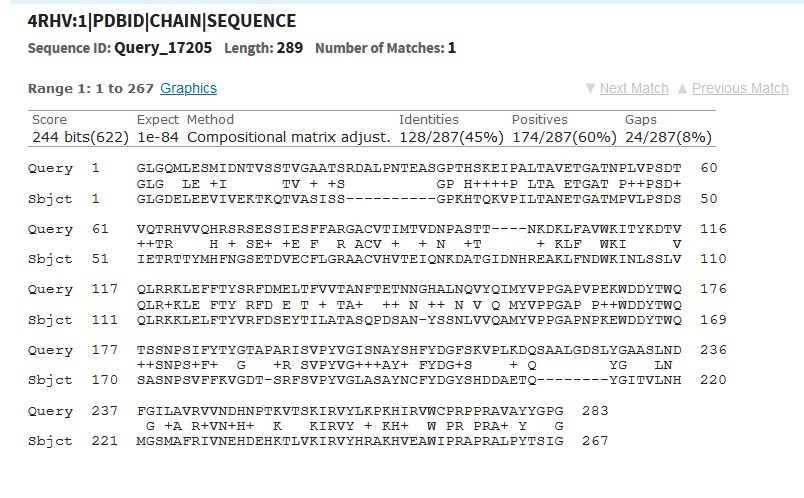 4RHV:1|PDBID|CHAIN|SEQUENCE
Sequence ID: Query_17205 Length: 289 Number of Matches: 1
Range 1: 1 to 267 Graphics ▼ Next Match ▲ Previous Match
Score Expect Method Identities Positives Gaps
244 bits(622) 1e-84 Compositional matrix adjust. 128/287(45%) 174/287(60%) 24/287(8%)
Query 1 GLGQMLESMIDNTVSSTVGAATSRDALPNTEASGPTHSKEIPALTAVETGATNPLVPSDT 60
GLG LE +I TV + +S GP H++++P LTA ETGAT P++PSD+
Sbjct 1 GLGDELEEVIVEKTKQTVASISS----------GPKHTQKVPILTANETGATMPVLPSDS 50
Query 61 VQTRHVVQHRSRSESSIESFFARGACVTIMTVDNPASTT----NKDKLFAVWKITYKDTV 116
++TR H + SE+ +E F R ACV + + N +T + KLF WKI V
Sbjct 51 IETRTTYMHFNGSETDVECFLGRAACVHVTEIQNKDATGIDNHREAKLFNDWKINLSSLV 110
Query 117 QLRRKLEFFTYSRFDMELTFVVTANFTETNNGHALNQVYQIMYVPPGAPVPEKWDDYTWQ 176
QLR+KLE FTY RFD E T + TA+ ++ N ++ N V Q MYVPPGAP P++WDDYTWQ
Sbjct 111 QLRKKLELFTYVRFDSEYTILATASQPDSAN-YSSNLVVQAMYVPPGAPNPKEWDDYTWQ 169
Query 177 TSSNPSIFYTYGTAPARISVPYVGISNAYSHFYDGFSKVPLKDQSAALGDSLYGAASLND 236
++SNPS+F+ G +R SVPYVG+++AY+ FYDG+S + Q YG LN
Sbjct 170 SASNPSVFFKVGDT-SRFSVPYVGLASAYNCFYDGYSHDDAETQ--------YGITVLNH 220
Query 237 FGILAVRVVNDHNPTKVTSKIRVYLKPKHIRVWCPRPPRAVAYYGPG 283
G +A R+VN+H+ K KIRVY + KH+ W PR PRA+ Y G
Sbjct 221 MGSMAFRIVNEHDEHKTLVKIRVYHRAKHVEAWIPRAPRALPYTSIG 267